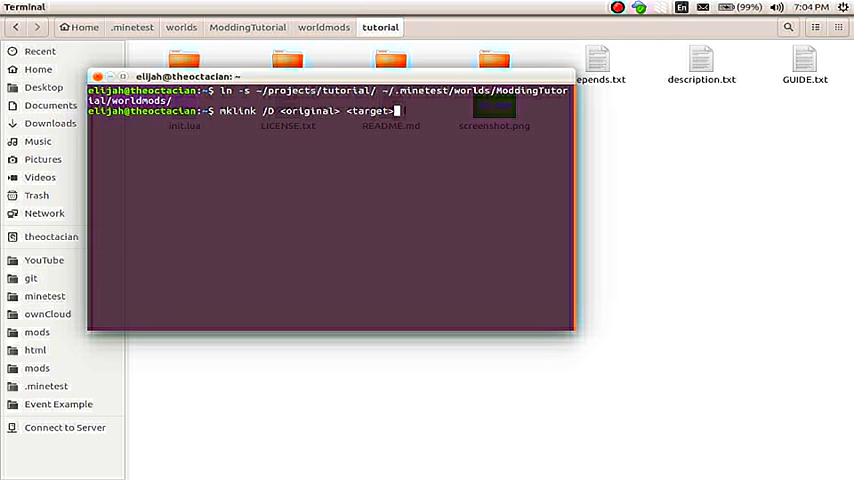 Terminal
En
(99%)
7:04 PM
Home
.minetest
worlds
ModdingTutorial
worldmods
tutorial
Recent
Home
Desktop
Documents
Downloads
Music
Pictures
Videos
Trash
Network
theoctacian
YouTube
git
minetest
ownCloud
mods
html
mods
.minetest
Event Example
Connect to Server
elijah@theoctacian: ~
elijah@theoctacian:~$ ln -s ~/projects/tutorial/ ~/.minetest/worlds/ModdingTutor
ial/worldmods/
elijah@theoctacian:~$ mklink /D <original> <target>
epends.txt
description.txt
GUIDE.txt
init.lua
LICENSE.txt
README.md
screenshot.png